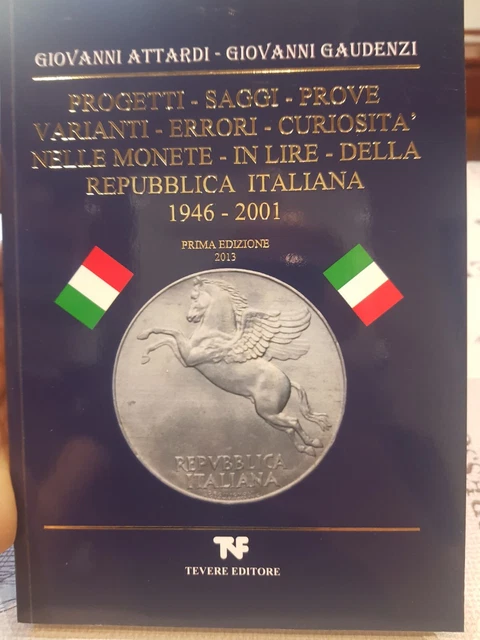 GIOVANNI ATTARDI - GIOVANNI GAUDENZI
PROGETTI - SAGGI - PROVE
VARIANTI - ERRORI - CURIOSITA'
NELLE MONETE - IN LIRE - DELLA
REPUBBLICA ITALIANA
1946 - 2001
PRIMA EDIZIONE
2013
REPVBBLICA
ITALIANA
TEVERE EDITORE